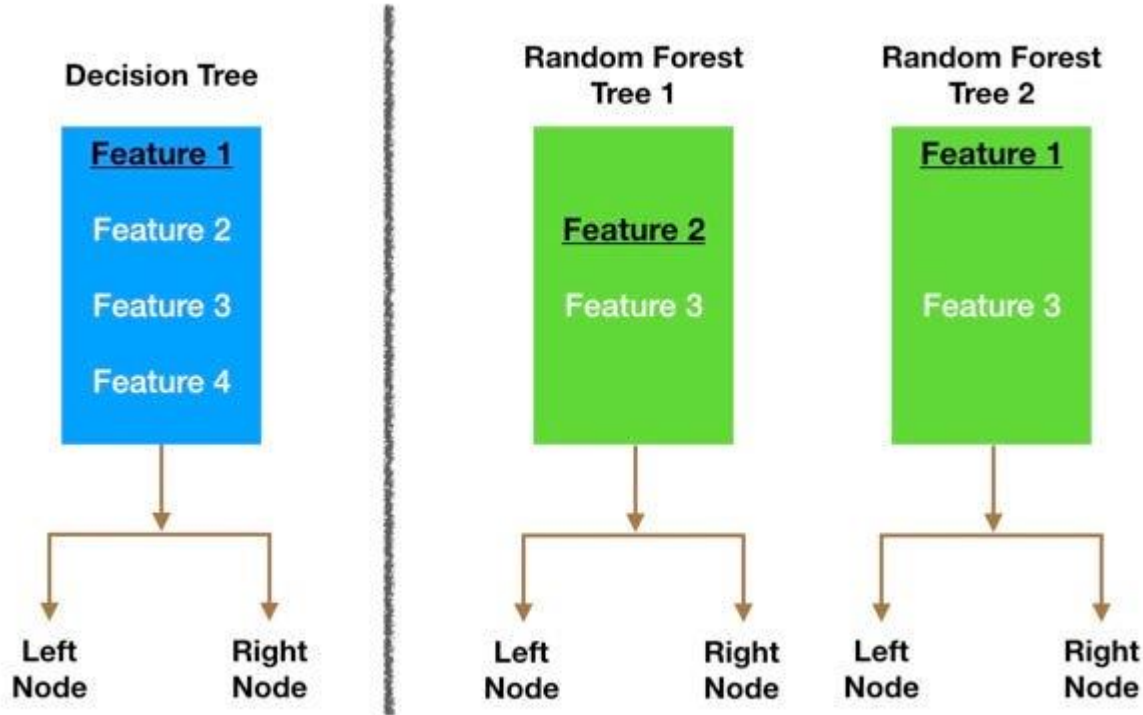 Decision Tree
Feature 1
Feature 2
Feature 3
Feature 4
Left
Node
Right
Node
Random Forest
Tree 1
Feature 2
Feature 3
Left
Node
Right
Node
Random Forest
Tree 2
Feature 1
Feature 3
Left
Node
Right
Node